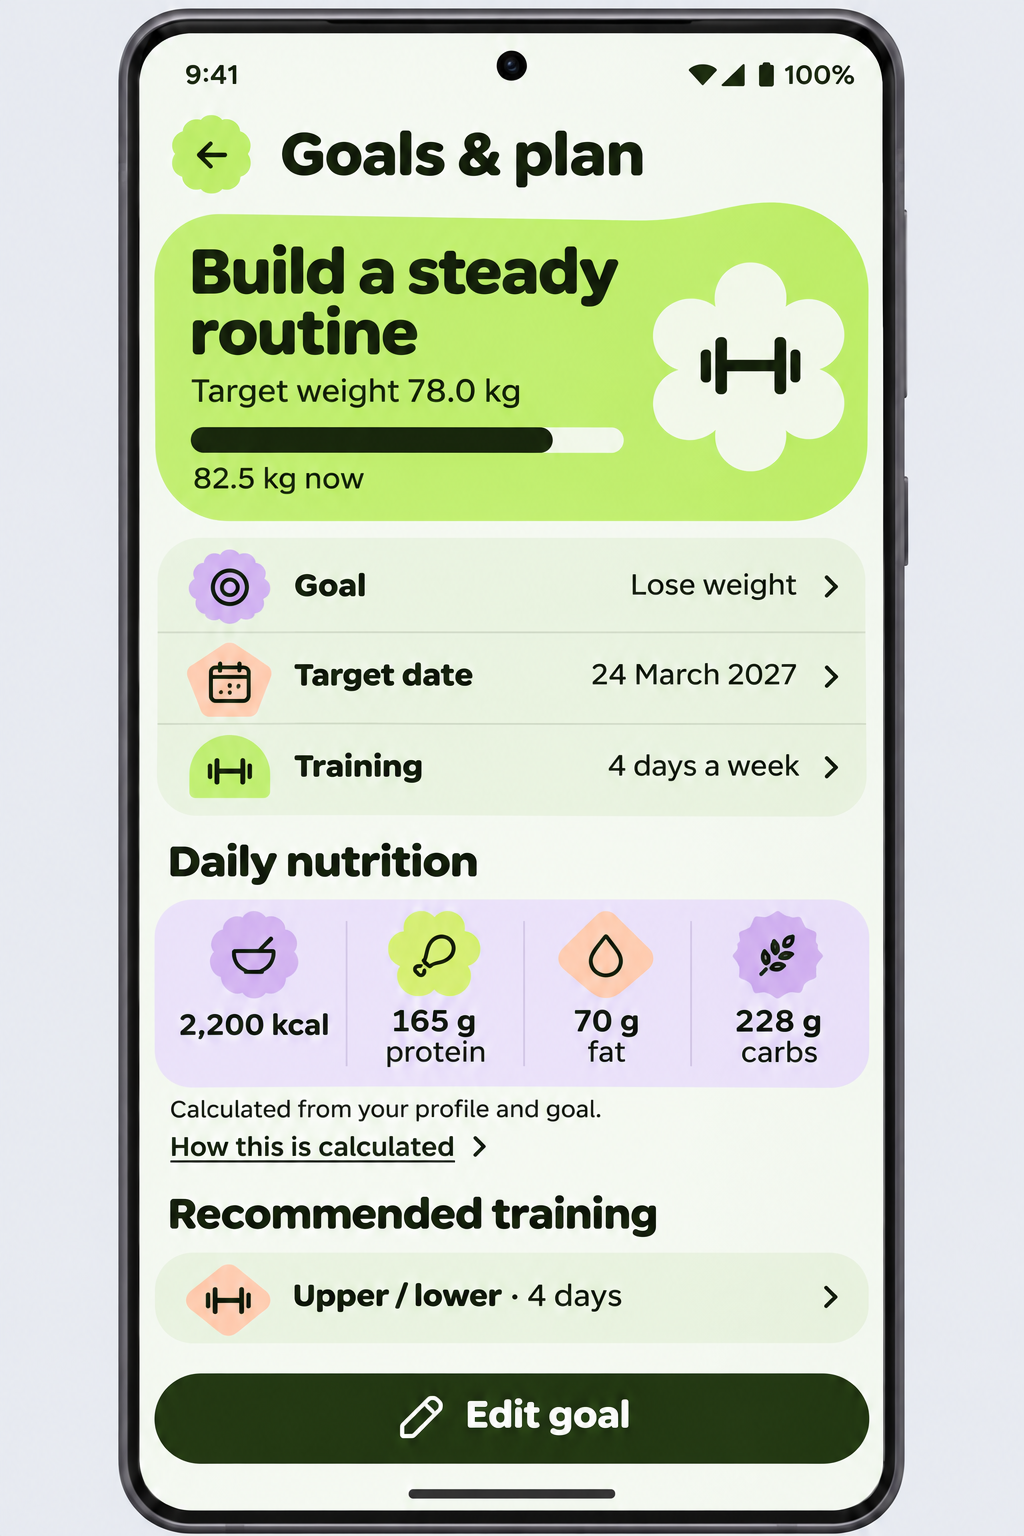 9:41
100%
Goals & plan
Build a steady
routine
Target weight 78.0 kg
82.5 kg now
Goal
Lose weight
Target date
24 March 2027
Training
4 days a week
Daily nutrition
2,200 kcal
165 g
protein
70 g
fat
228 g
carbs
Calculated from your profile and goal.
How this is calculated
Recommended training
Upper / lower · 4 days
Edit goal